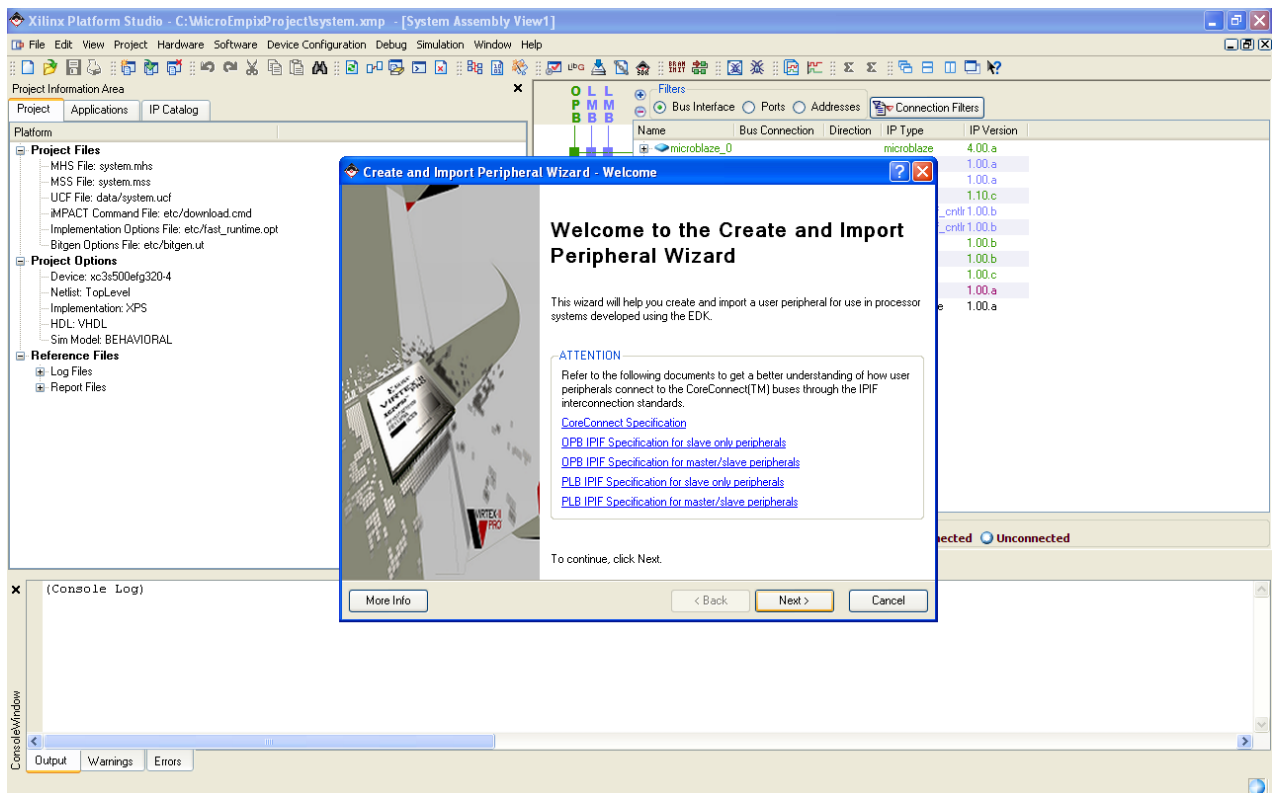 Xilinx Platform Studio - C:\MicroEmpixProject\system.xmp - [System Assembly View1]
File Edit View Project Hardware Software Device Configuration Debug Simulation Window Help
Project Information Area
Project Applications IP Catalog
Platform
Project Files
MHS File: system.mhs
MSS File: system.mss
UCF File: data/system.ucf
iMPACT Command File: etc/download.cmd
Implementation Options File: etc/fast_runtime.opt
Bitgen Options File: etc/bitgen.ut
Project Options
Device: xc3s500efg320-4
Netlist: TopLevel
Implementation: XPS
HDL: VHDL
Sim Model: BEHAVIORAL
Reference Files
Log Files
Report Files
O L L
P M M
B B B
Filters
Bus Interface Ports Addresses Connection Filters
Name Bus Connection Direction IP Type IP Version
microblaze_0 microblaze 4.00.a
1.00.a
1.00.a
1.10.c
_cntlr 1.00.b
_cntlr 1.00.b
1.00.b
1.00.b
1.00.c
1.00.a
e 1.00.a
nected Unconnected
Create and Import Peripheral Wizard - Welcome
Welcome to the Create and Import
Peripheral Wizard
This wizard will help you create and import a user peripheral for use in processor
systems developed using the EDK.
ATTENTION
Refer to the following documents to get a better understanding of how user
peripherals connect to the CoreConnect(TM) buses through the IPIF
interconnection standards.
CoreConnect Specification
OPB IPIF Specification for slave only peripherals
OPB IPIF Specification for master/slave peripherals
PLB IPIF Specification for slave only peripherals
PLB IPIF Specification for master/slave peripherals
To continue, click Next.
VIRTEX-II
PRO
More Info < Back Next > Cancel
(Console Log)
ConsoleWindow
Output Warnings Errors